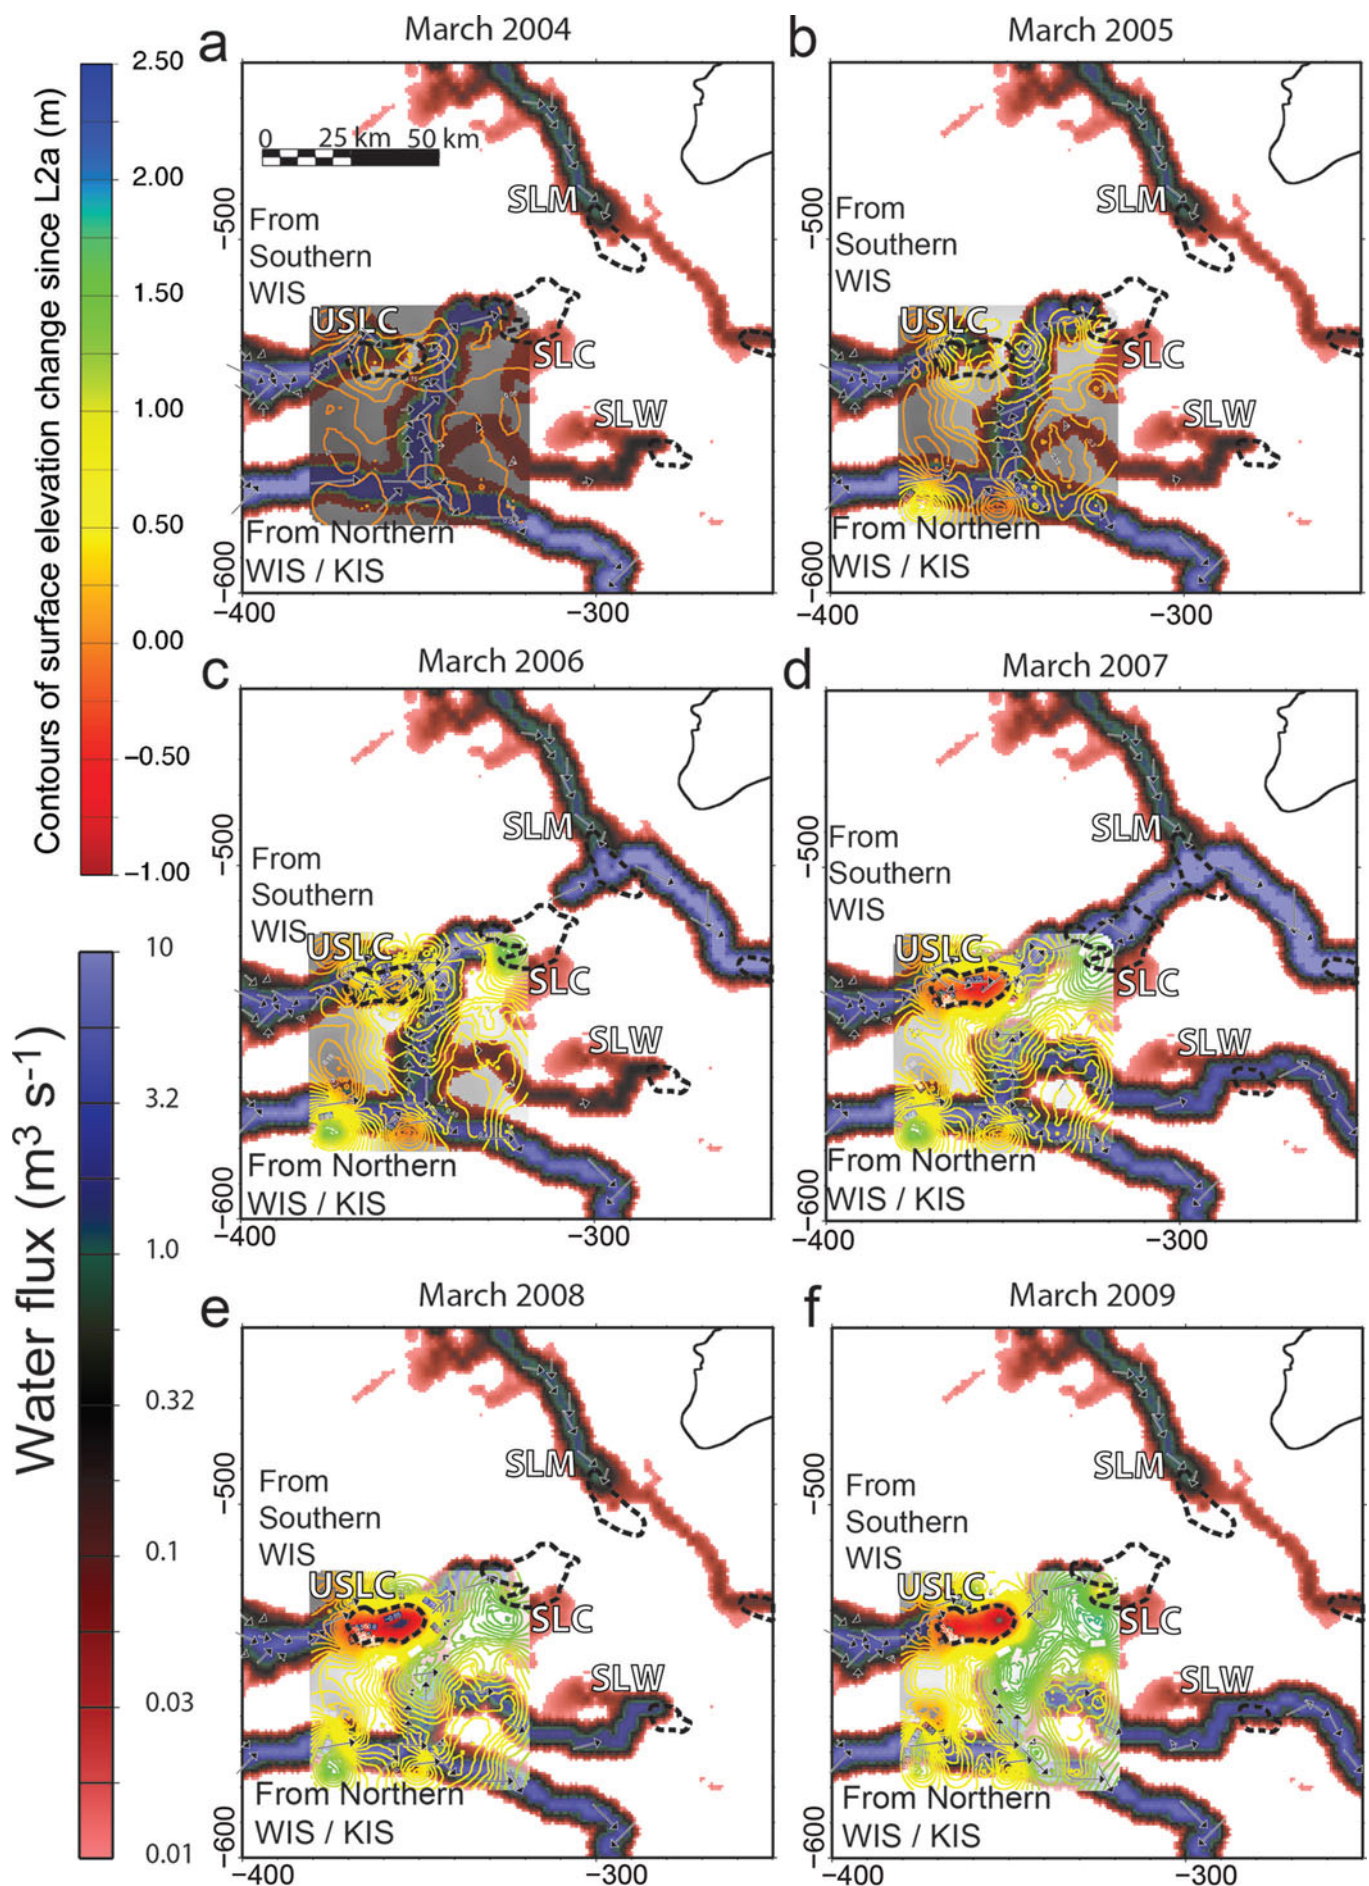 Contours of surface elevation change since L2a (m)
2.50
2.00
1.50
1.00
0.50
0.00
−0.50
−1.00
Water flux (m³ s⁻¹)
10
3.2
1.0
0.32
0.1
0.03
0.01
a
March 2004
0 25 km 50 km
SLM
From
Southern
WIS
USLC
SLC
SLW
From Northern
WIS / KIS
−500
−600
−400
−300
b
March 2005
SLM
From
Southern
WIS
USLC
SLC
SLW
From Northern
WIS / KIS
−500
−600
−400
−300
c
March 2006
SLM
From
Southern
WIS
USLC
SLC
SLW
From Northern
WIS / KIS
−500
−600
−400
−300
d
March 2007
SLM
From
Southern
WIS
USLC
SLC
SLW
From Northern
WIS / KIS
−500
−600
−400
−300
e
March 2008
SLM
From
Southern
WIS
USLC
SLC
SLW
From Northern
WIS / KIS
−500
−600
−400
−300
f
March 2009
SLM
From
Southern
WIS
USLC
SLC
SLW
From Northern
WIS / KIS
−500
−600
−400
−300